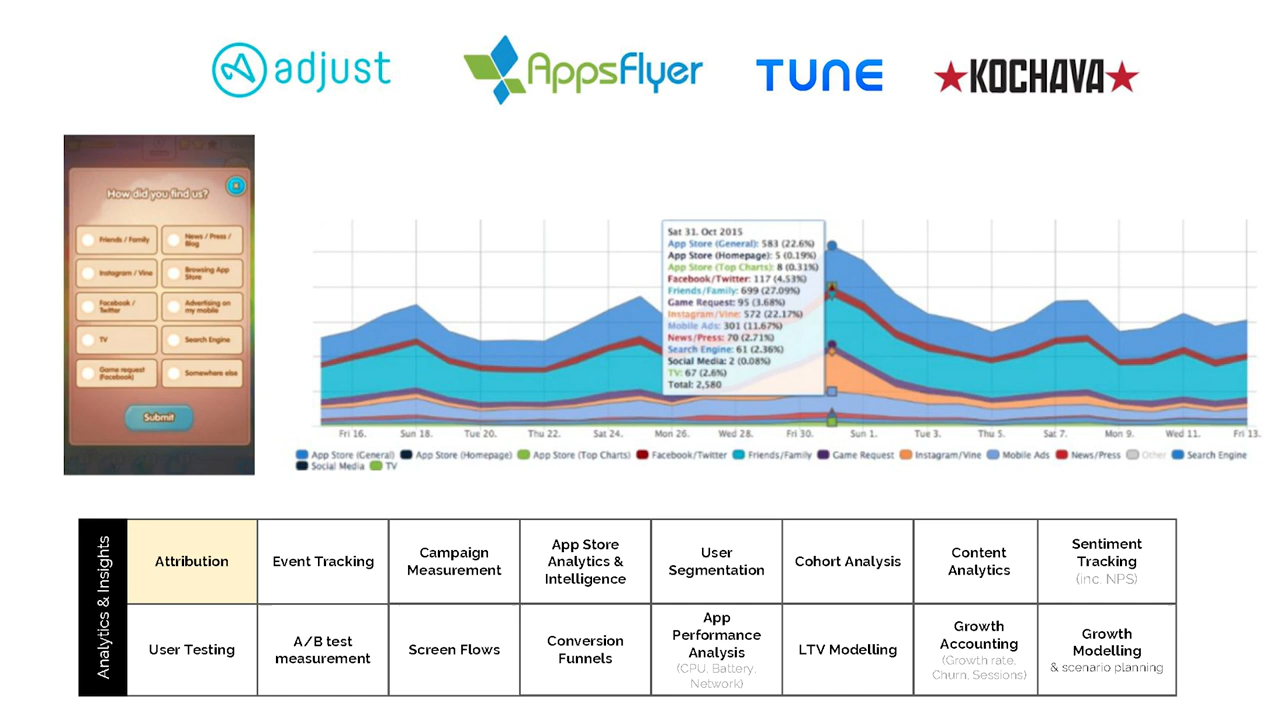 adjust
AppsFlyer
TUNE
KOCHAVA
How did you find us?
Friends / Family
News / Press /
Blog
Instagram / Vine
Browsing App
Store
Facebook /
Twitter
Advertising on
my mobile
TV
Search Engine
Game request
(Facebook)
Somewhere else
Submit
Sat 31. Oct 2015
App Store (General): 583 (22.6%)
App Store (Homepage): 5 (0.19%)
App Store (Top Charts): 8 (0.31%)
Facebook/Twitter: 117 (4.53%)
Friends/Family: 699 (27.09%)
Game Request: 95 (3.68%)
Instagram/Vine: 572 (22.17%)
Mobile Ads: 301 (11.67%)
News/Press: 70 (2.71%)
Search Engine: 61 (2.36%)
Social Media: 2 (0.08%)
TV: 67 (2.6%)
Total: 2,580
Fri 16. Sun 18. Tue 20. Thu 22. Sat 24. Mon 26. Wed 28. Fri 30. Sun 1. Tue 3. Thu 5. Sat 7. Mon 9. Wed 11. Fri 13.
App Store (General) App Store (Homepage) App Store (Top Charts) Facebook/Twitter Friends/Family Game Request Instagram/Vine Mobile Ads News/Press Other Search Engine
Social Media TV
Analytics & Insights
Attribution
Event Tracking
Campaign
Measurement
App Store
Analytics &
Intelligence
User
Segmentation
Cohort Analysis
Content
Analytics
Sentiment
Tracking
(inc. NPS)
User Testing
A/B test
measurement
Screen Flows
Conversion
Funnels
App
Performance
Analysis
(CPU, Battery,
Network)
LTV Modelling
Growth
Accounting
(Growth rate,
Churn, Sessions)
Growth
Modelling
& scenario planning